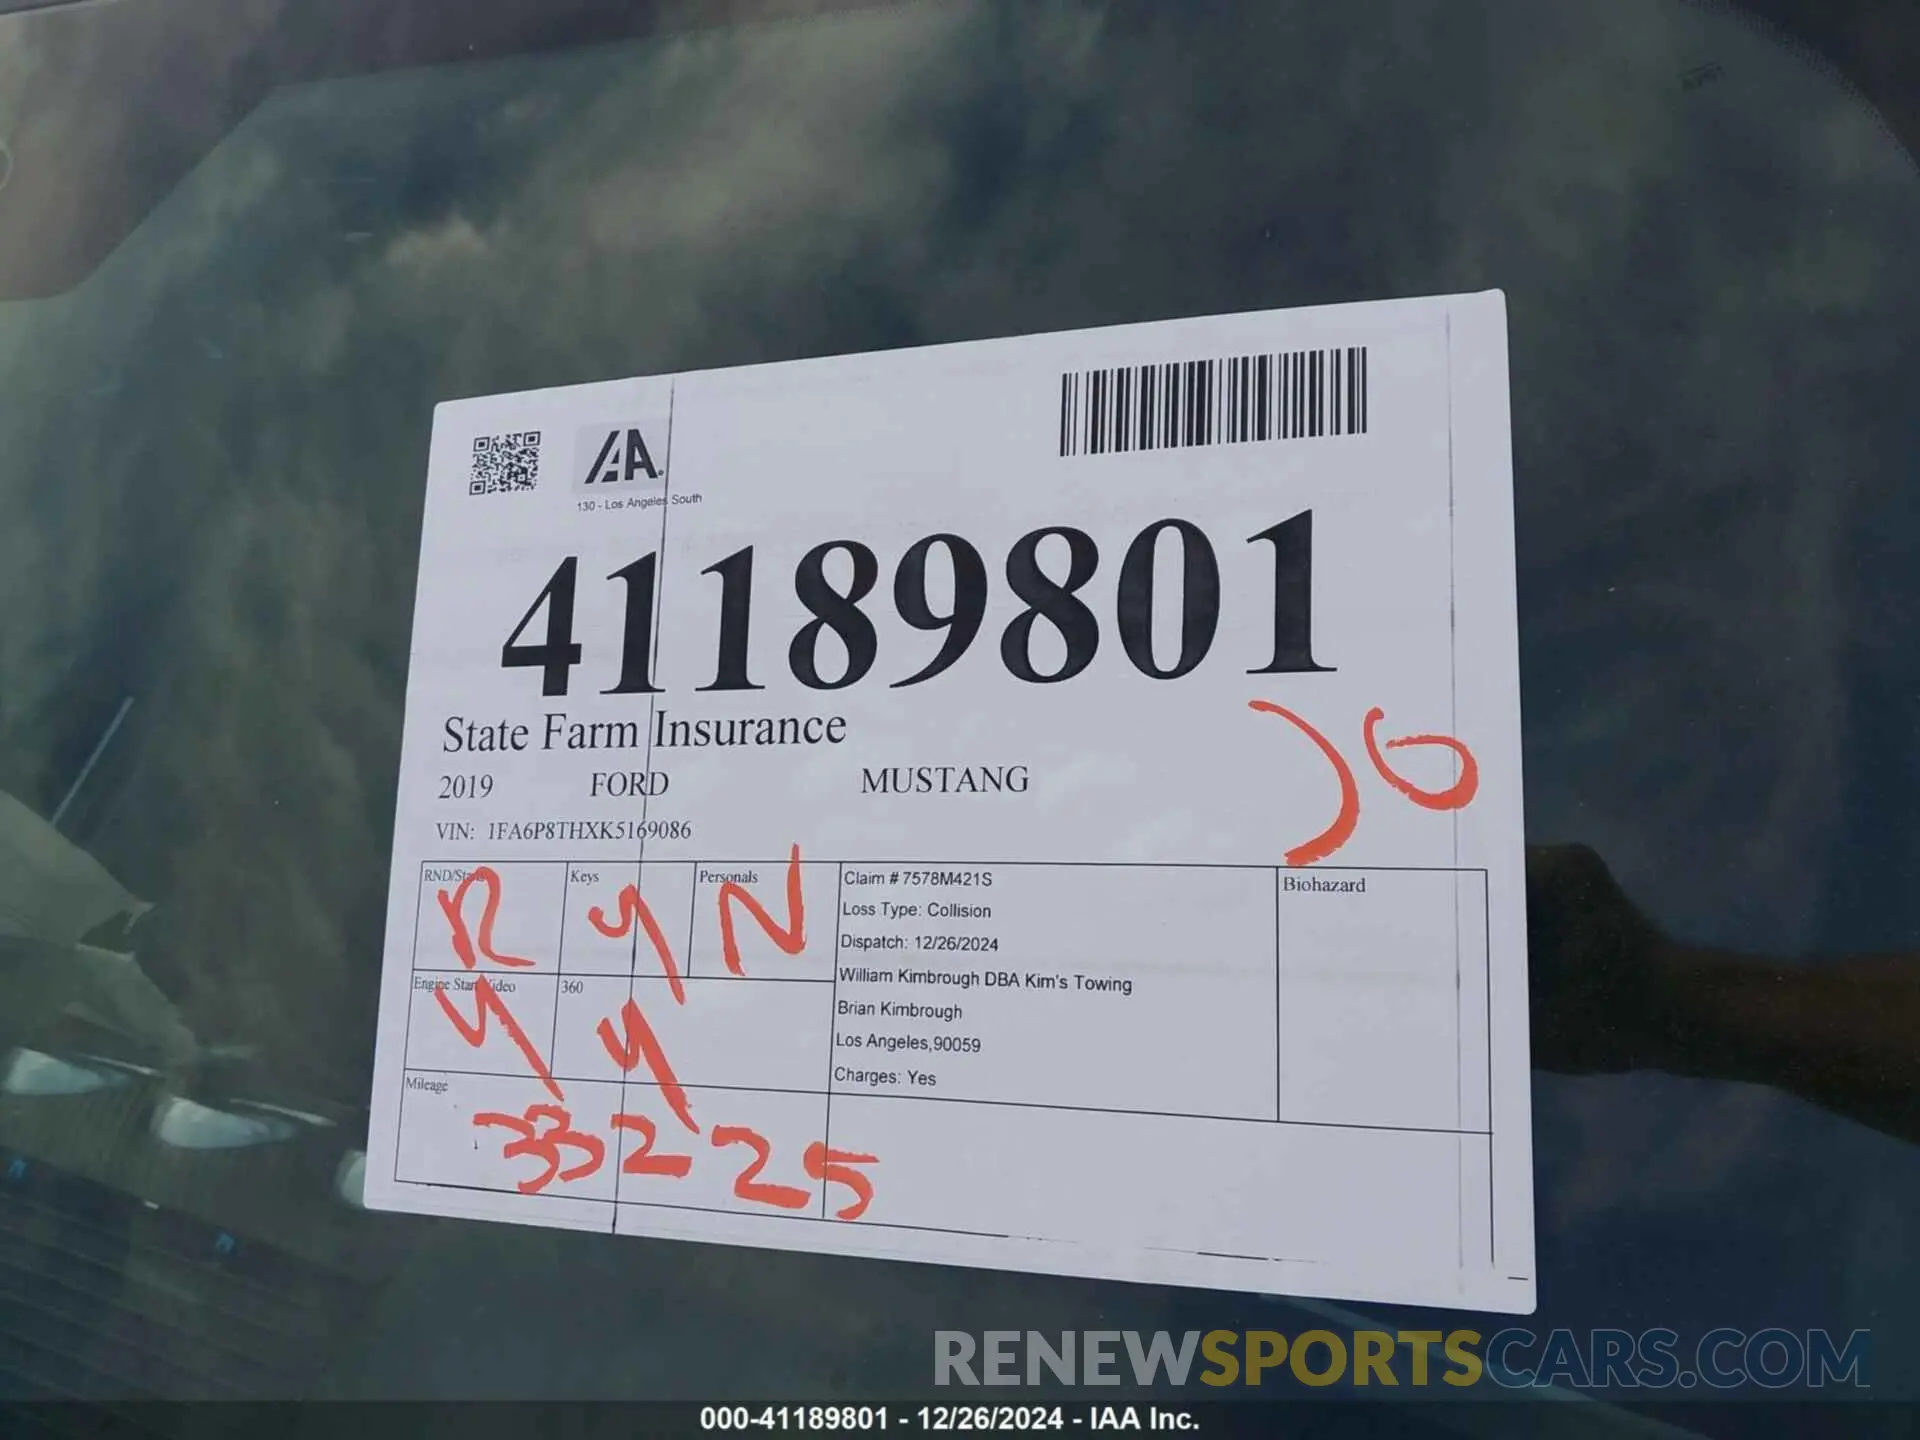 IAA.
130 - Los Angeles South
41189801
State Farm Insurance
2019 FORD MUSTANG
VIN: 1FA6P8THXK5169086
RND/Starts Keys Personals
R Y N
Engine Start Video 360
Y Y
Mileage
33225
Claim # 7578M421S
Loss Type: Collision
Dispatch: 12/26/2024
William Kimbrough DBA Kim's Towing
Brian Kimbrough
Los Angeles,90059
Charges: Yes
Biohazard
RENEWSPORTSCARS.COM
000-41189801 - 12/26/2024 - IAA Inc.